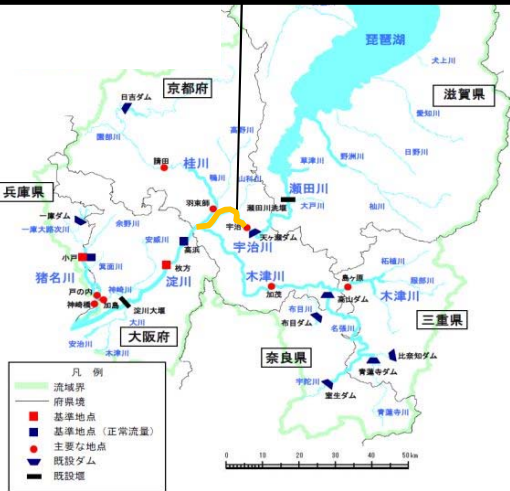 琵琶湖
犬上川
京都府
滋賀県
日吉ダム
愛知川
園部川
高野川
日野川
野洲川
草津川
桂川
鴨川
山科川
瀬田川
杣川
兵庫県
羽束師
瀬田川洗堰
大戸川
一庫ダム
余野川
宇治
天ヶ瀬ダム
一庫大路次川
安威川
高浜
宇治川
小戸
箕面川
枚方
木津川
島ヶ原
柘植川
猪名川
淀川
服部川
戸の内
神崎川
加茂
高山ダム
木津川
神崎橋
加島
淀川大堰
布目川
大川
布目ダム
名張川
三重県
安治川
大阪府
木津川
奈良県
比奈知ダム
青蓮寺ダム
宇陀川
室生ダム
青蓮寺川
凡 例
流域界
府県境
基準地点
基準地点（正常流量）
主要な地点
既設ダム
既設堰
0 10 20 30 40 50km